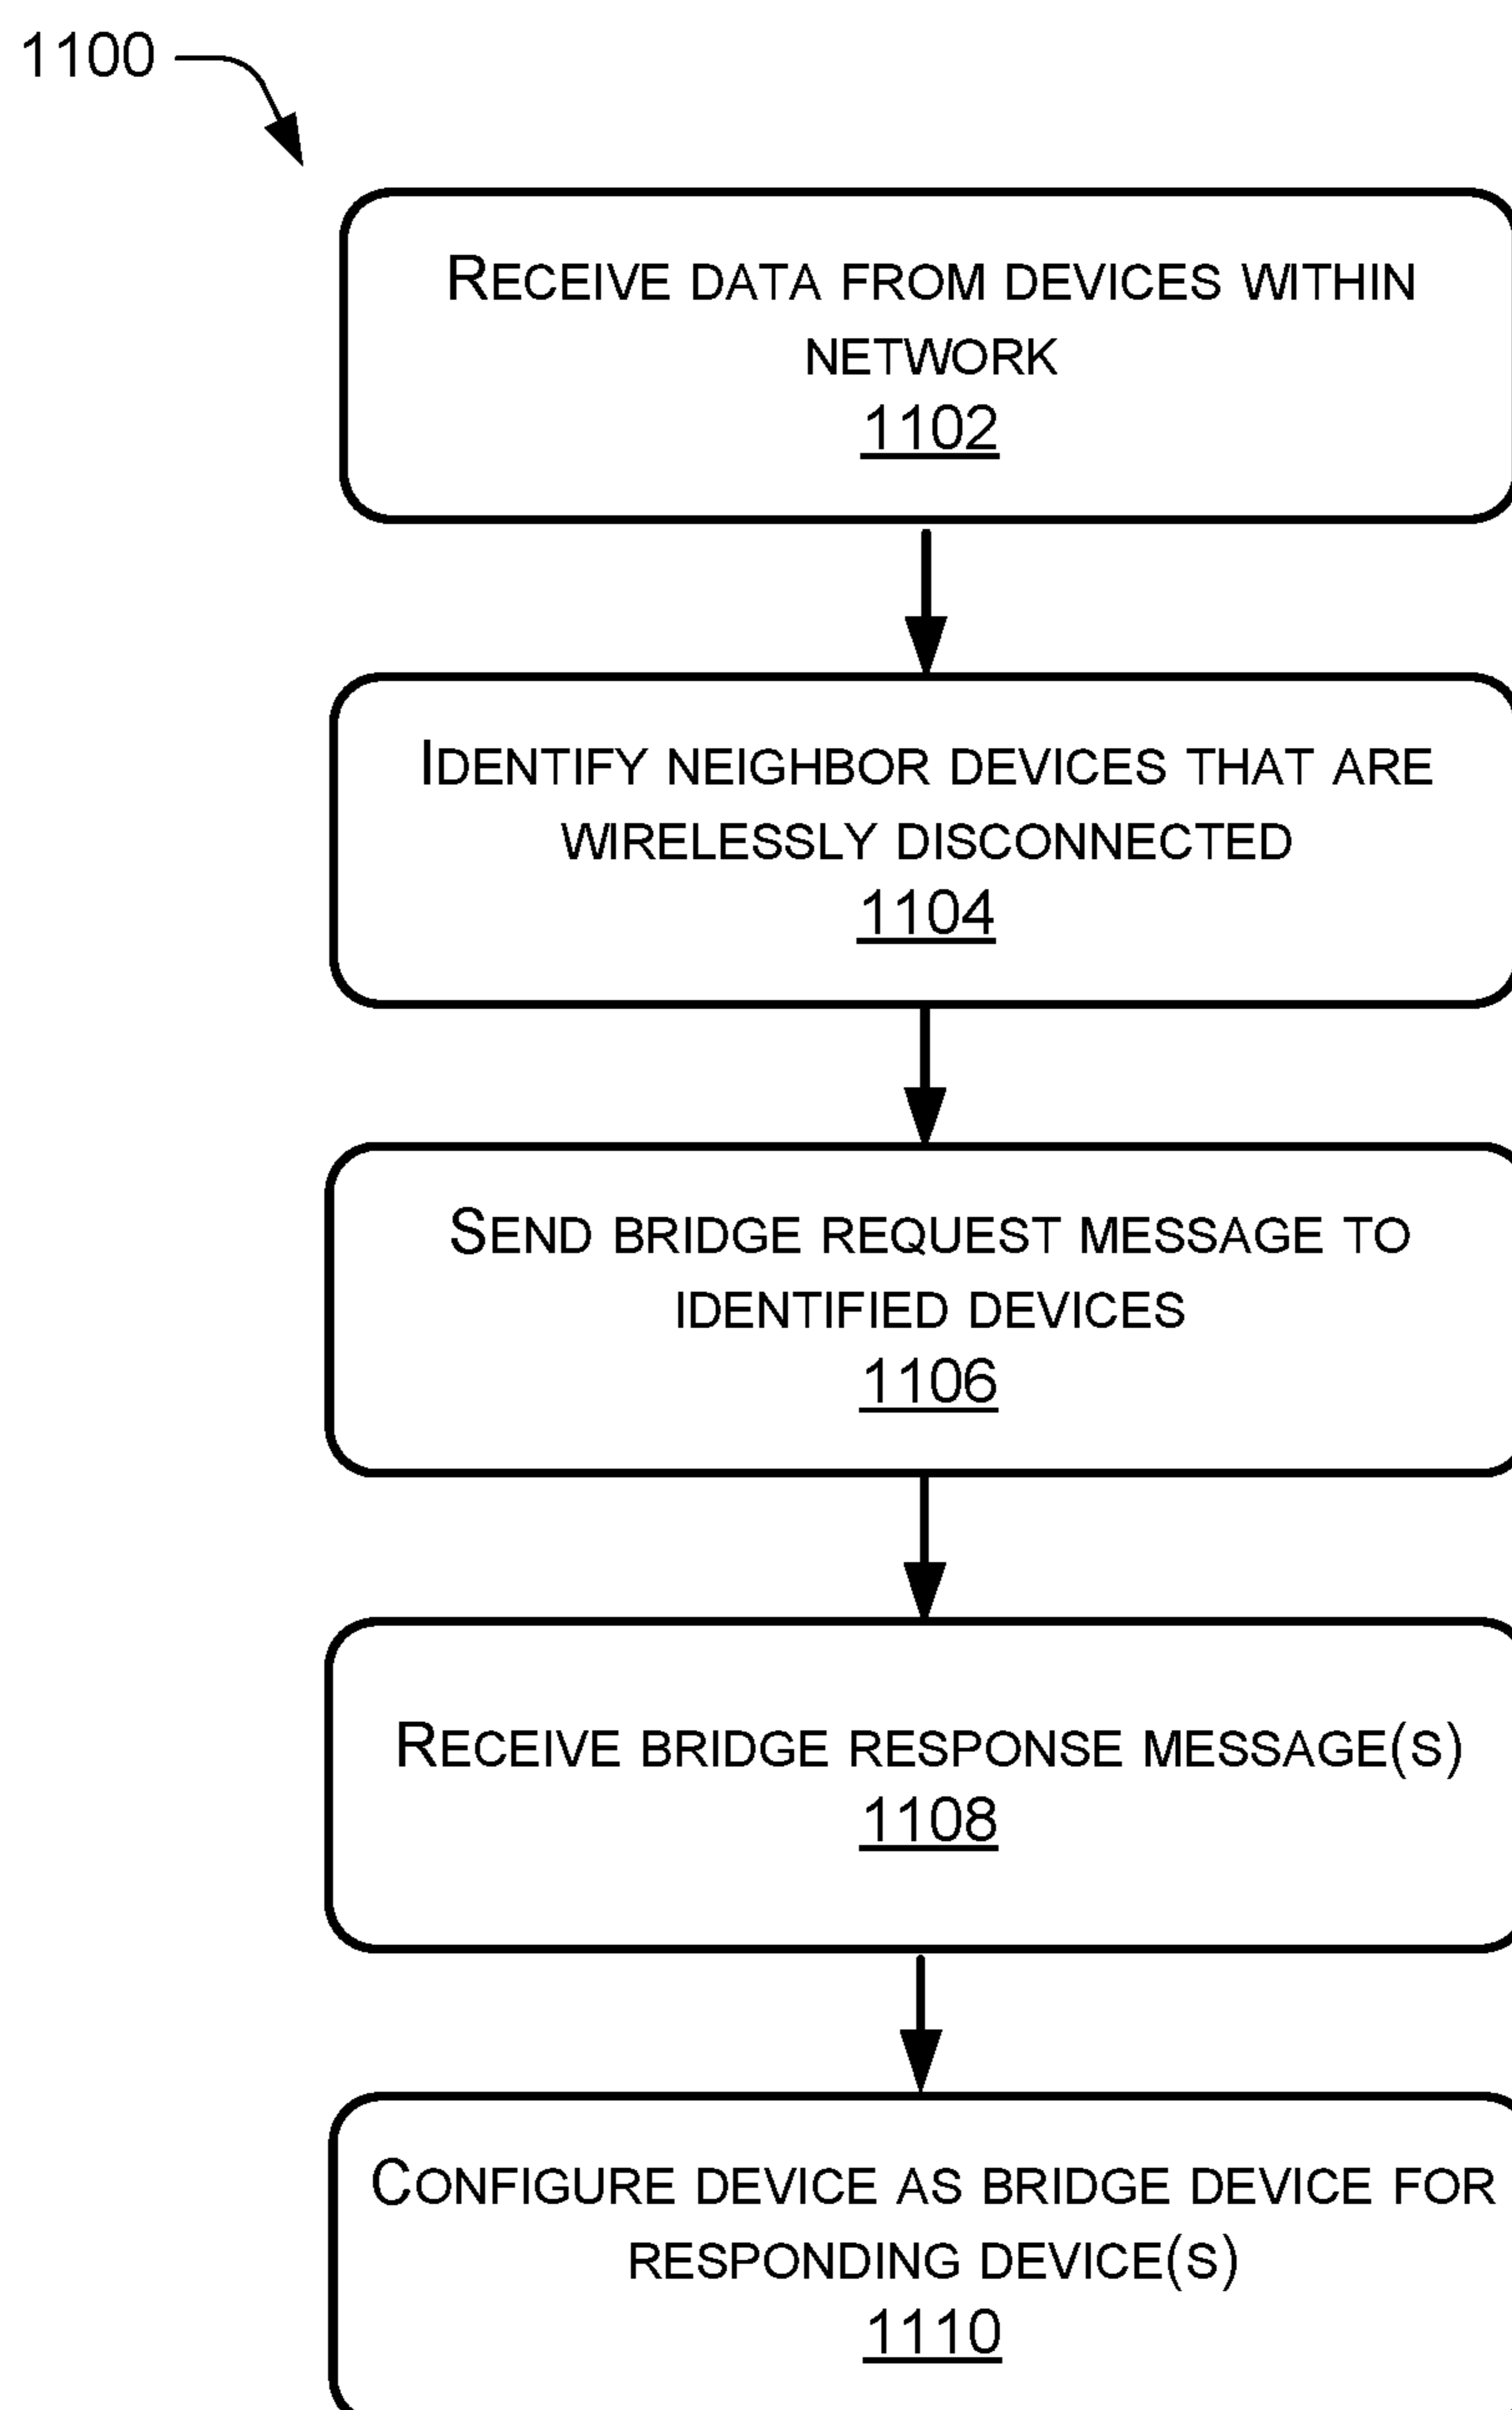 1100
RECEIVE DATA FROM DEVICES WITHIN
NETWORK
1102
IDENTIFY NEIGHBOR DEVICES THAT ARE
WIRELESSLY DISCONNECTED
1104
SEND BRIDGE REQUEST MESSAGE TO
IDENTIFIED DEVICES
1106
RECEIVE BRIDGE RESPONSE MESSAGE(S)
1108
CONFIGURE DEVICE AS BRIDGE DEVICE FOR
RESPONDING DEVICE(S)
1110